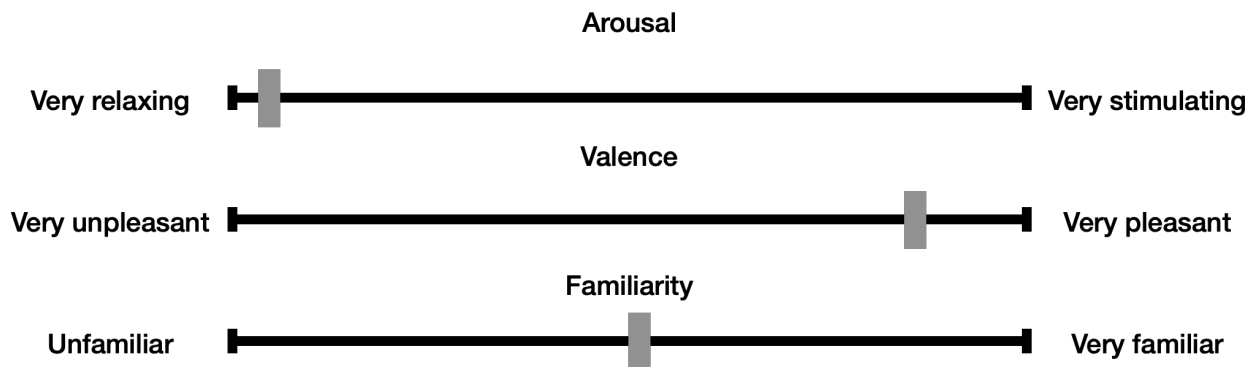 Arousal
Very relaxing Very stimulating
Valence
Very unpleasant Very pleasant
Familiarity
Unfamiliar Very familiar